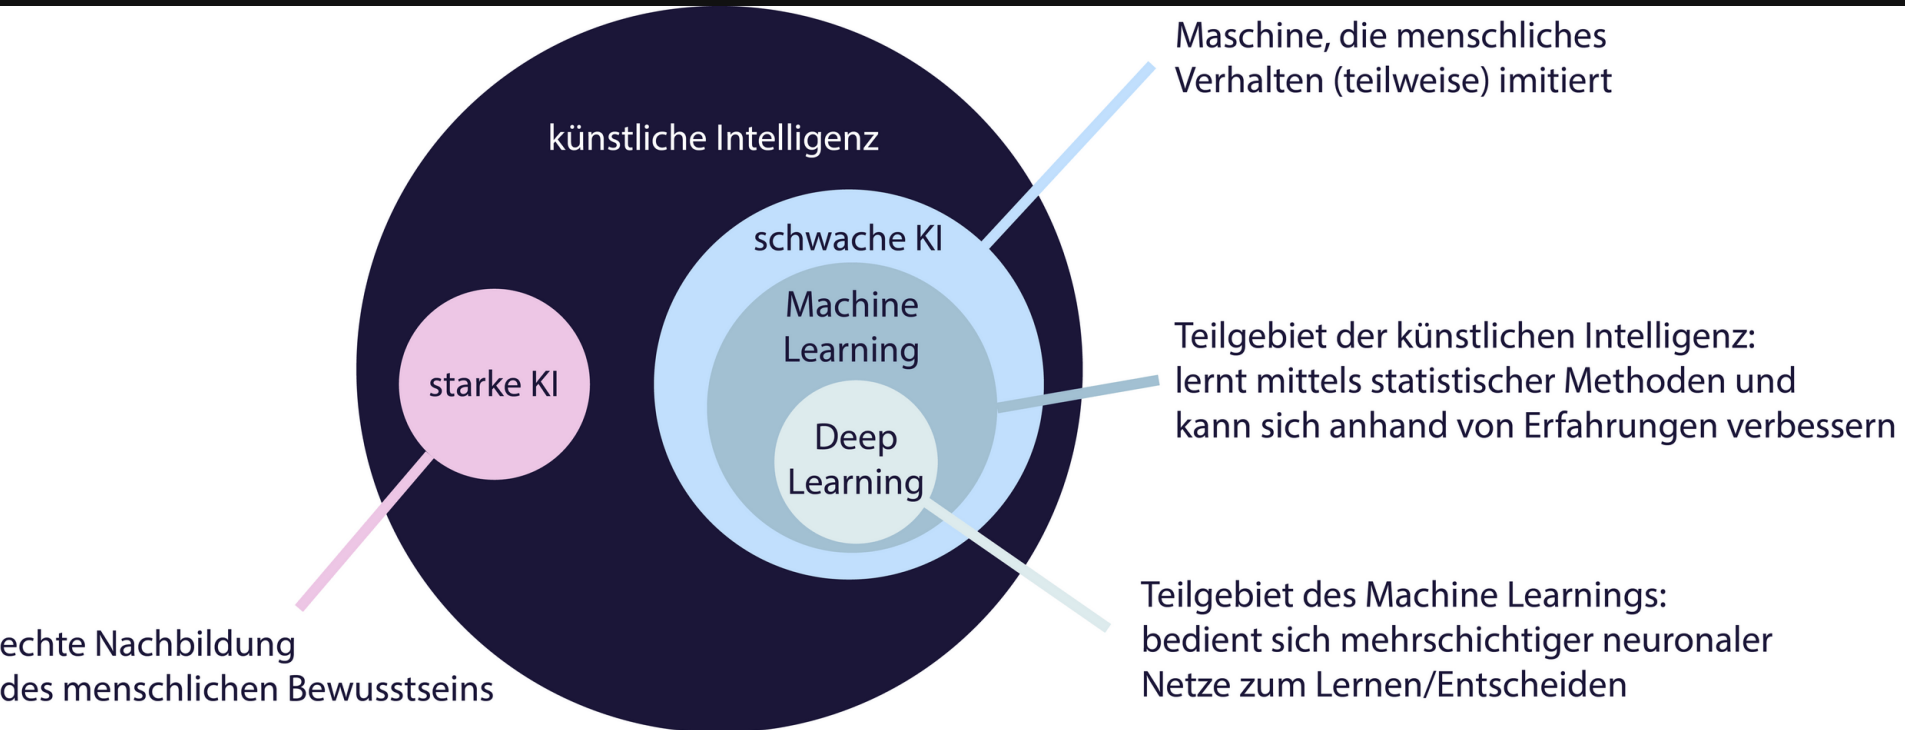 Maschine, die menschliches
Verhalten (teilweise) imitiert
künstliche Intelligenz
schwache KI
Machine
Learning
Teilgebiet der künstlichen Intelligenz:
lernt mittels statistischer Methoden und
kann sich anhand von Erfahrungen verbessern
starke KI
Deep
Learning
Teilgebiet des Machine Learnings:
bedient sich mehrschichtiger neuronaler
Netze zum Lernen/Entscheiden
echte Nachbildung
des menschlichen Bewusstseins